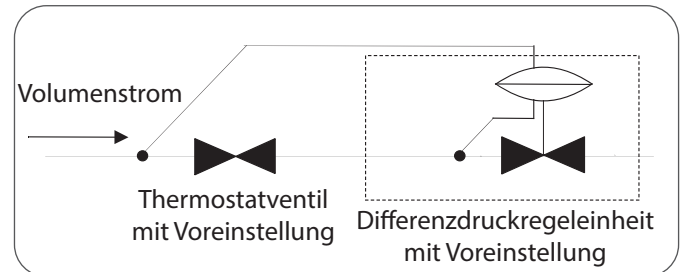 Volumenstrom
Thermostatventil
mit Voreinstellung
Differenzdruckregeleinheit
mit Voreinstellung